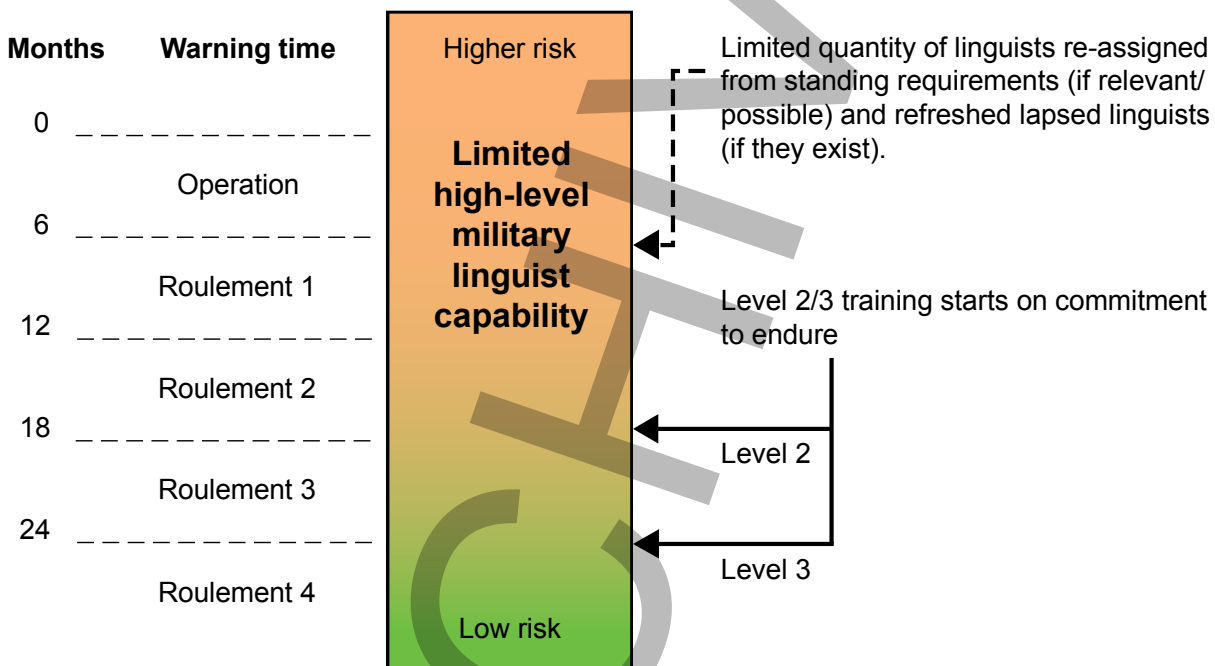 Months Warning time
0
Operation
6
Roulement 1
12
Roulement 2
18
Roulement 3
24
Roulement 4
Higher risk
Limited
high-level
military
linguist
capability
Low risk
Limited quantity of linguists re-assigned
from standing requirements (if relevant/
possible) and refreshed lapsed linguists
(if they exist).
Level 2/3 training starts on commitment
to endure
Level 2
Level 3
CHIV